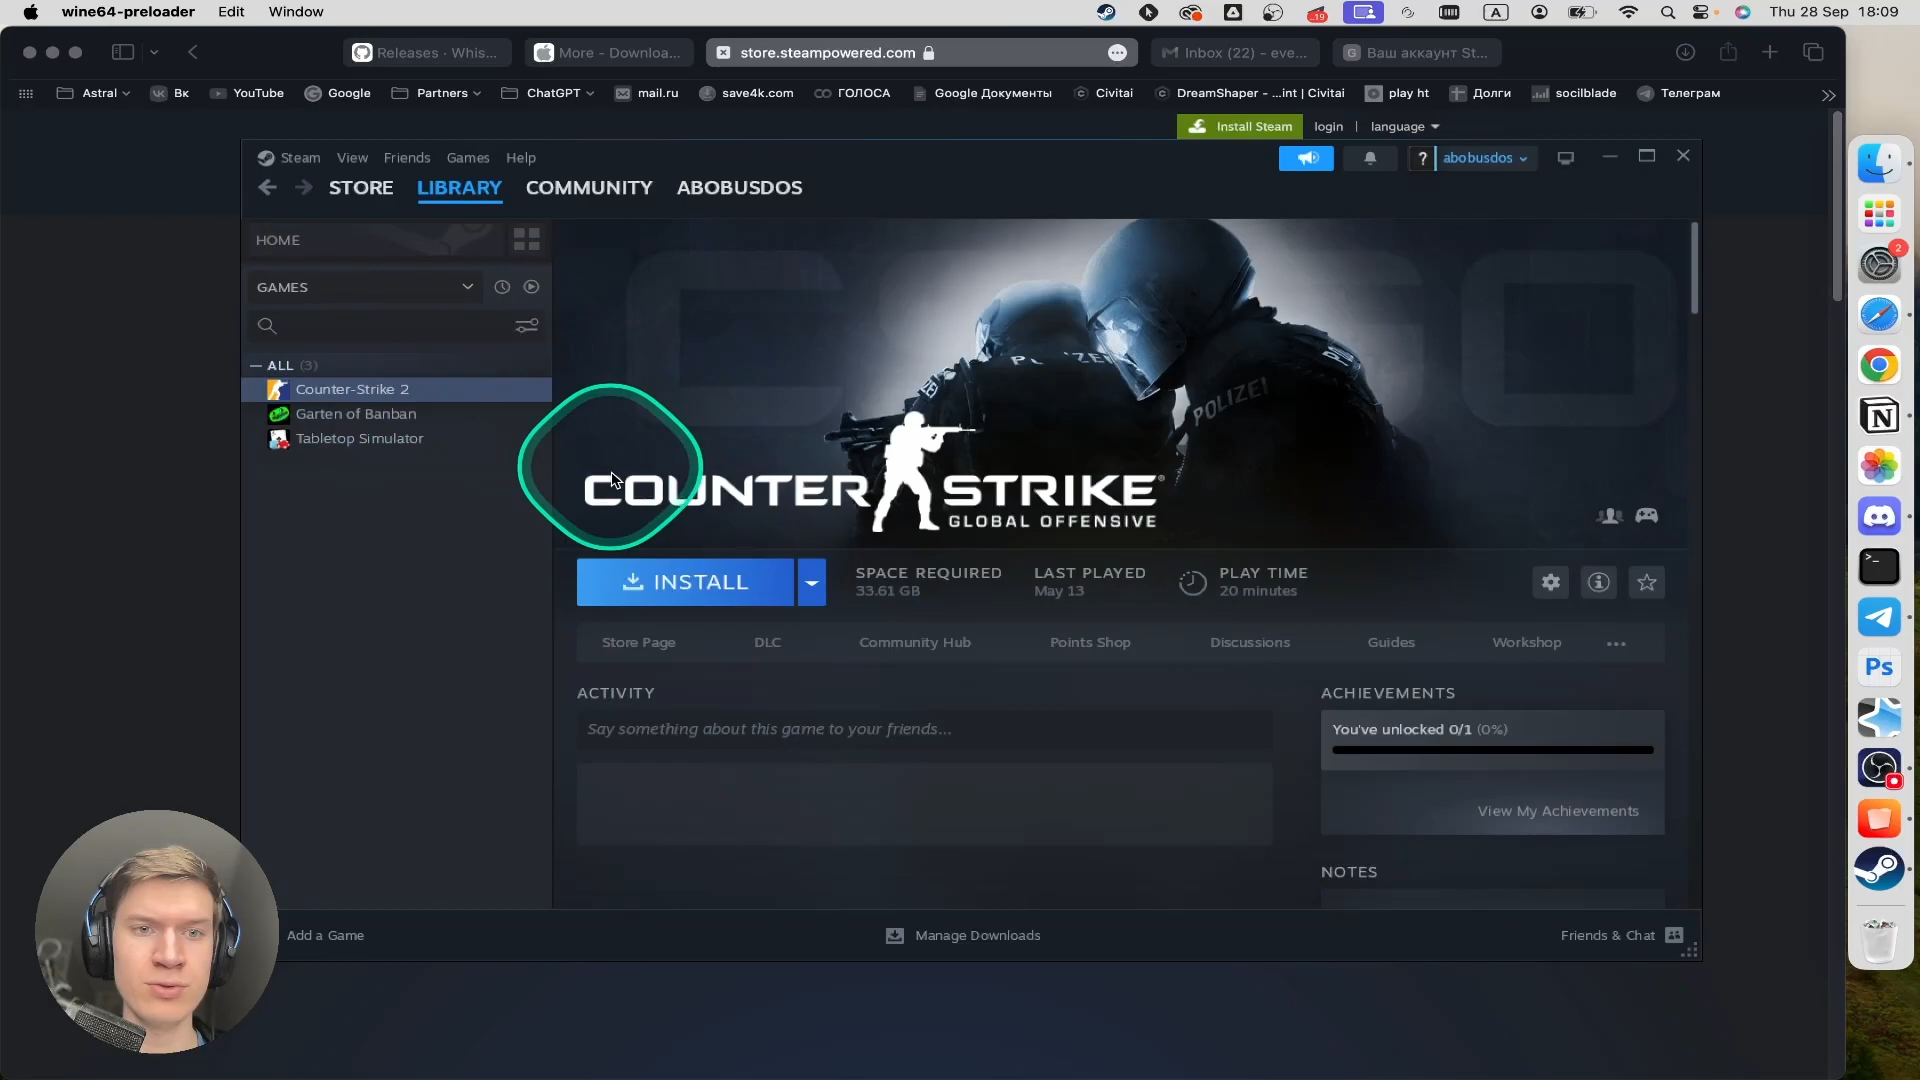 wine64-preloader Edit Window
19
A
Thu 28 Sep 18:09
Releases · Whis...
More - Downloa...
store.steampowered.com
Inbox (22) – eve...
G Ваш аккаунт St...
Astral
Вк
YouTube
Google
Partners
ChatGPT
mail.ru
save4k.com
ГОЛОСА
Google Документы
Civitai
DreamShaper - ...int | Civitai
play ht
Долги
socilblade
Телеграм
Install Steam
login | language
Steam View Friends Games Help
? abobusdos
STORE LIBRARY COMMUNITY ABOBUSDOS
2
HOME
GAMES
ALL (3)
Counter-Strike 2
Garten of Banban
Tabletop Simulator
POLIZEI
POLIZEI
COUNTER STRIKE
GLOBAL OFFENSIVE
INSTALL
SPACE REQUIRED
33.61 GB
LAST PLAYED
May 13
PLAY TIME
20 minutes
Store Page DLC Community Hub Points Shop Discussions Guides Workshop
Ps
ACTIVITY
Say something about this game to your friends...
ACHIEVEMENTS
You've unlocked 0/1 (0%)
View My Achievements
NOTES
Add a Game
Manage Downloads
Friends & Chat